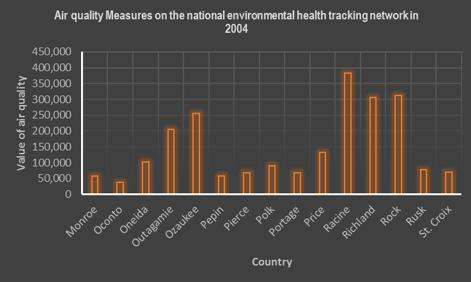 Air quality Measures on the national environmental health tracking network in
2004
450,000
400,000
350,000
300,000
250,000
200,000
150,000
100,000
50,000
0
Value of air quality
Monroe
Oconto
Oneida
Outagamie
Ozaukee
Pepin
Pierce
Polk
Portage
Price
Racine
Richland
Rock
Rusk
St. Croix
Country